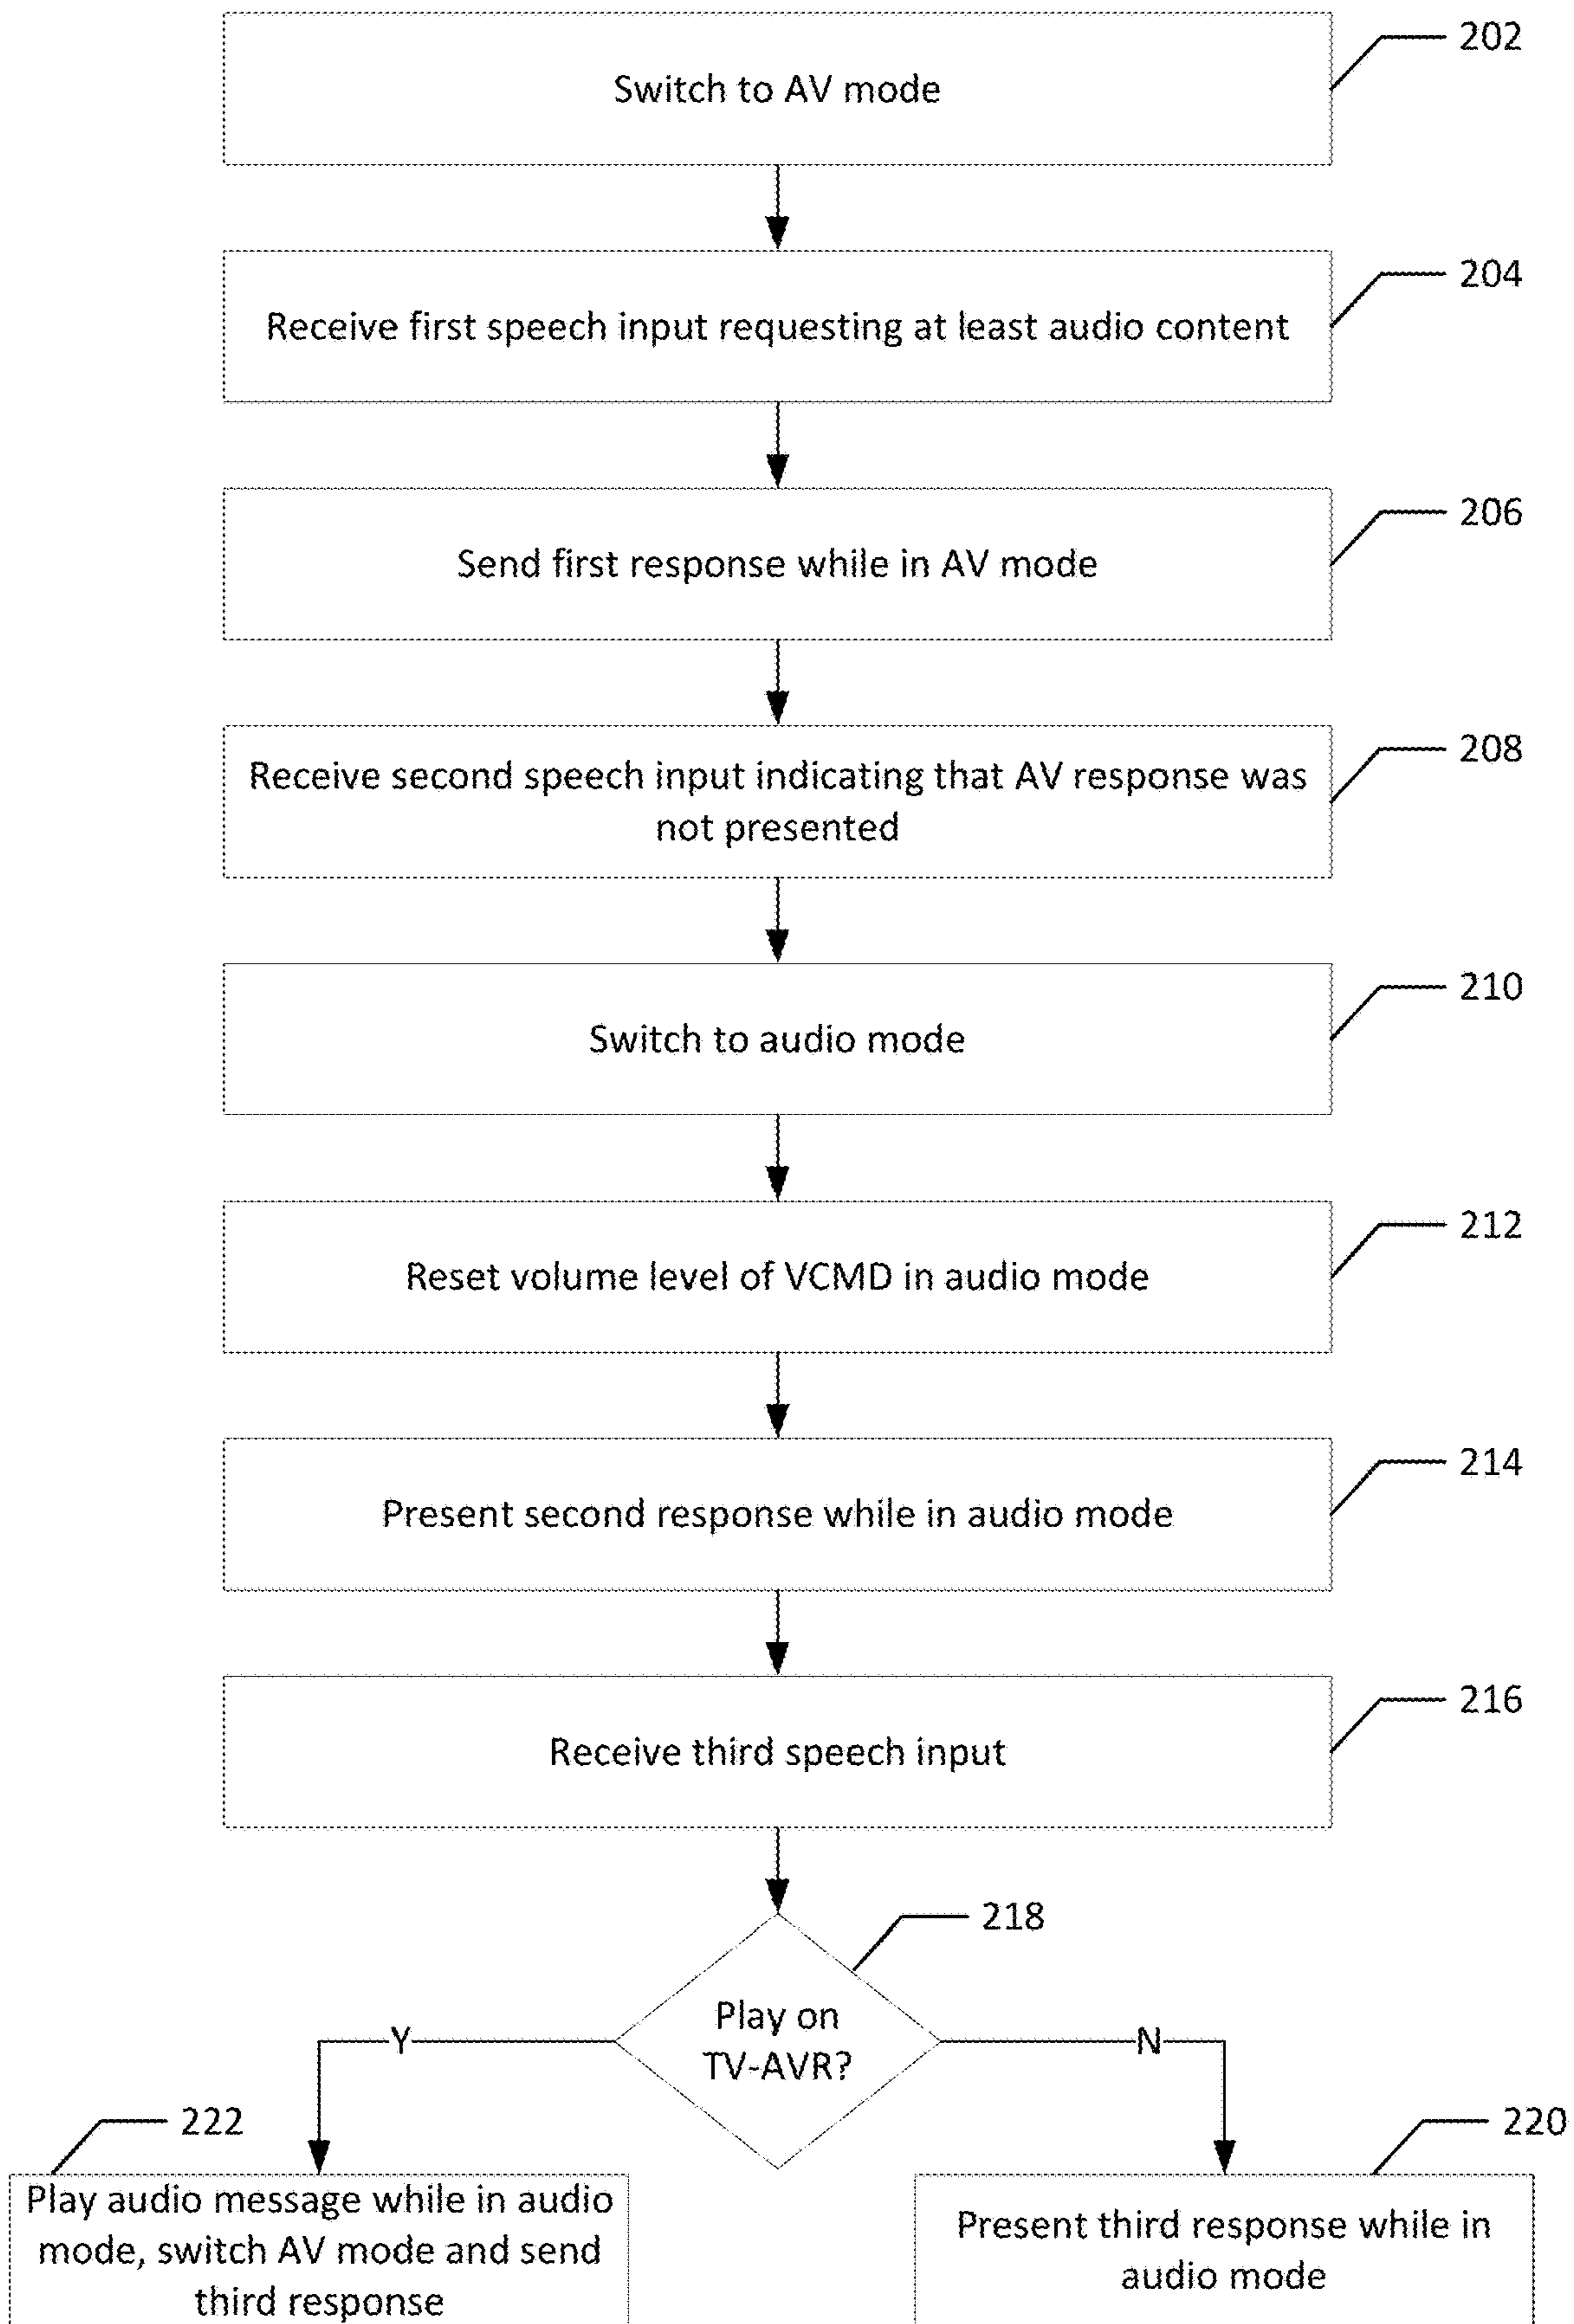 202
Switch to AV mode
204
Receive first speech input requesting at least audio content
206
Send first response while in AV mode
208
Receive second speech input indicating that AV response was
not presented
210
Switch to audio mode
212
Reset volume level of VCMD in audio mode
214
Present second response while in audio mode
216
Receive third speech input
218
Play on
TV-AVR?
Y
N
222
220
Play audio message while in audio
mode, switch AV mode and send
third response
Present third response while in
audio mode